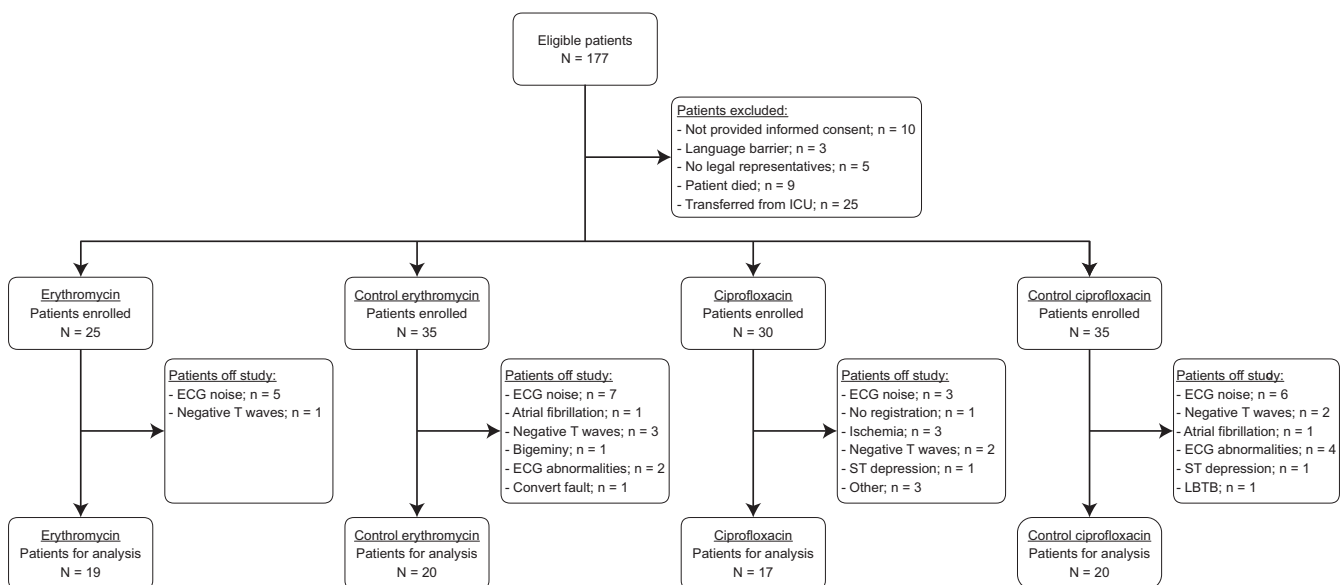 Eligible patients
N = 177
Patients excluded:
- Not provided informed consent; n = 10
- Language barrier; n = 3
- No legal representatives; n = 5
- Patient died; n = 9
- Transferred from ICU; n = 25
Erythromycin
Patients enrolled
N = 25
Control erythromycin
Patients enrolled
N = 35
Ciprofloxacin
Patients enrolled
N = 30
Control ciprofloxacin
Patients enrolled
N = 35
Patients off study:
- ECG noise; n = 5
- Negative T waves; n = 1
Patients off study:
- ECG noise; n = 7
- Atrial fibrillation; n = 1
- Negative T waves; n = 3
- Bigeminy; n = 1
- ECG abnormalities; n = 2
- Convert fault; n = 1
Patients off study:
- ECG noise; n = 3
- No registration; n = 1
- Ischemia; n = 3
- Negative T waves; n = 2
- ST depression; n = 1
- Other; n = 3
Patients off study:
- ECG noise; n = 6
- Negative T waves; n = 2
- Atrial fibrillation; n = 1
- ECG abnormalities; n = 4
- ST depression; n = 1
- LBTB; n = 1
Erythromycin
Patients for analysis
N = 19
Control erythromycin
Patients for analysis
N = 20
Ciprofloxacin
Patients for analysis
N = 17
Control ciprofloxacin
Patients for analysis
N = 20